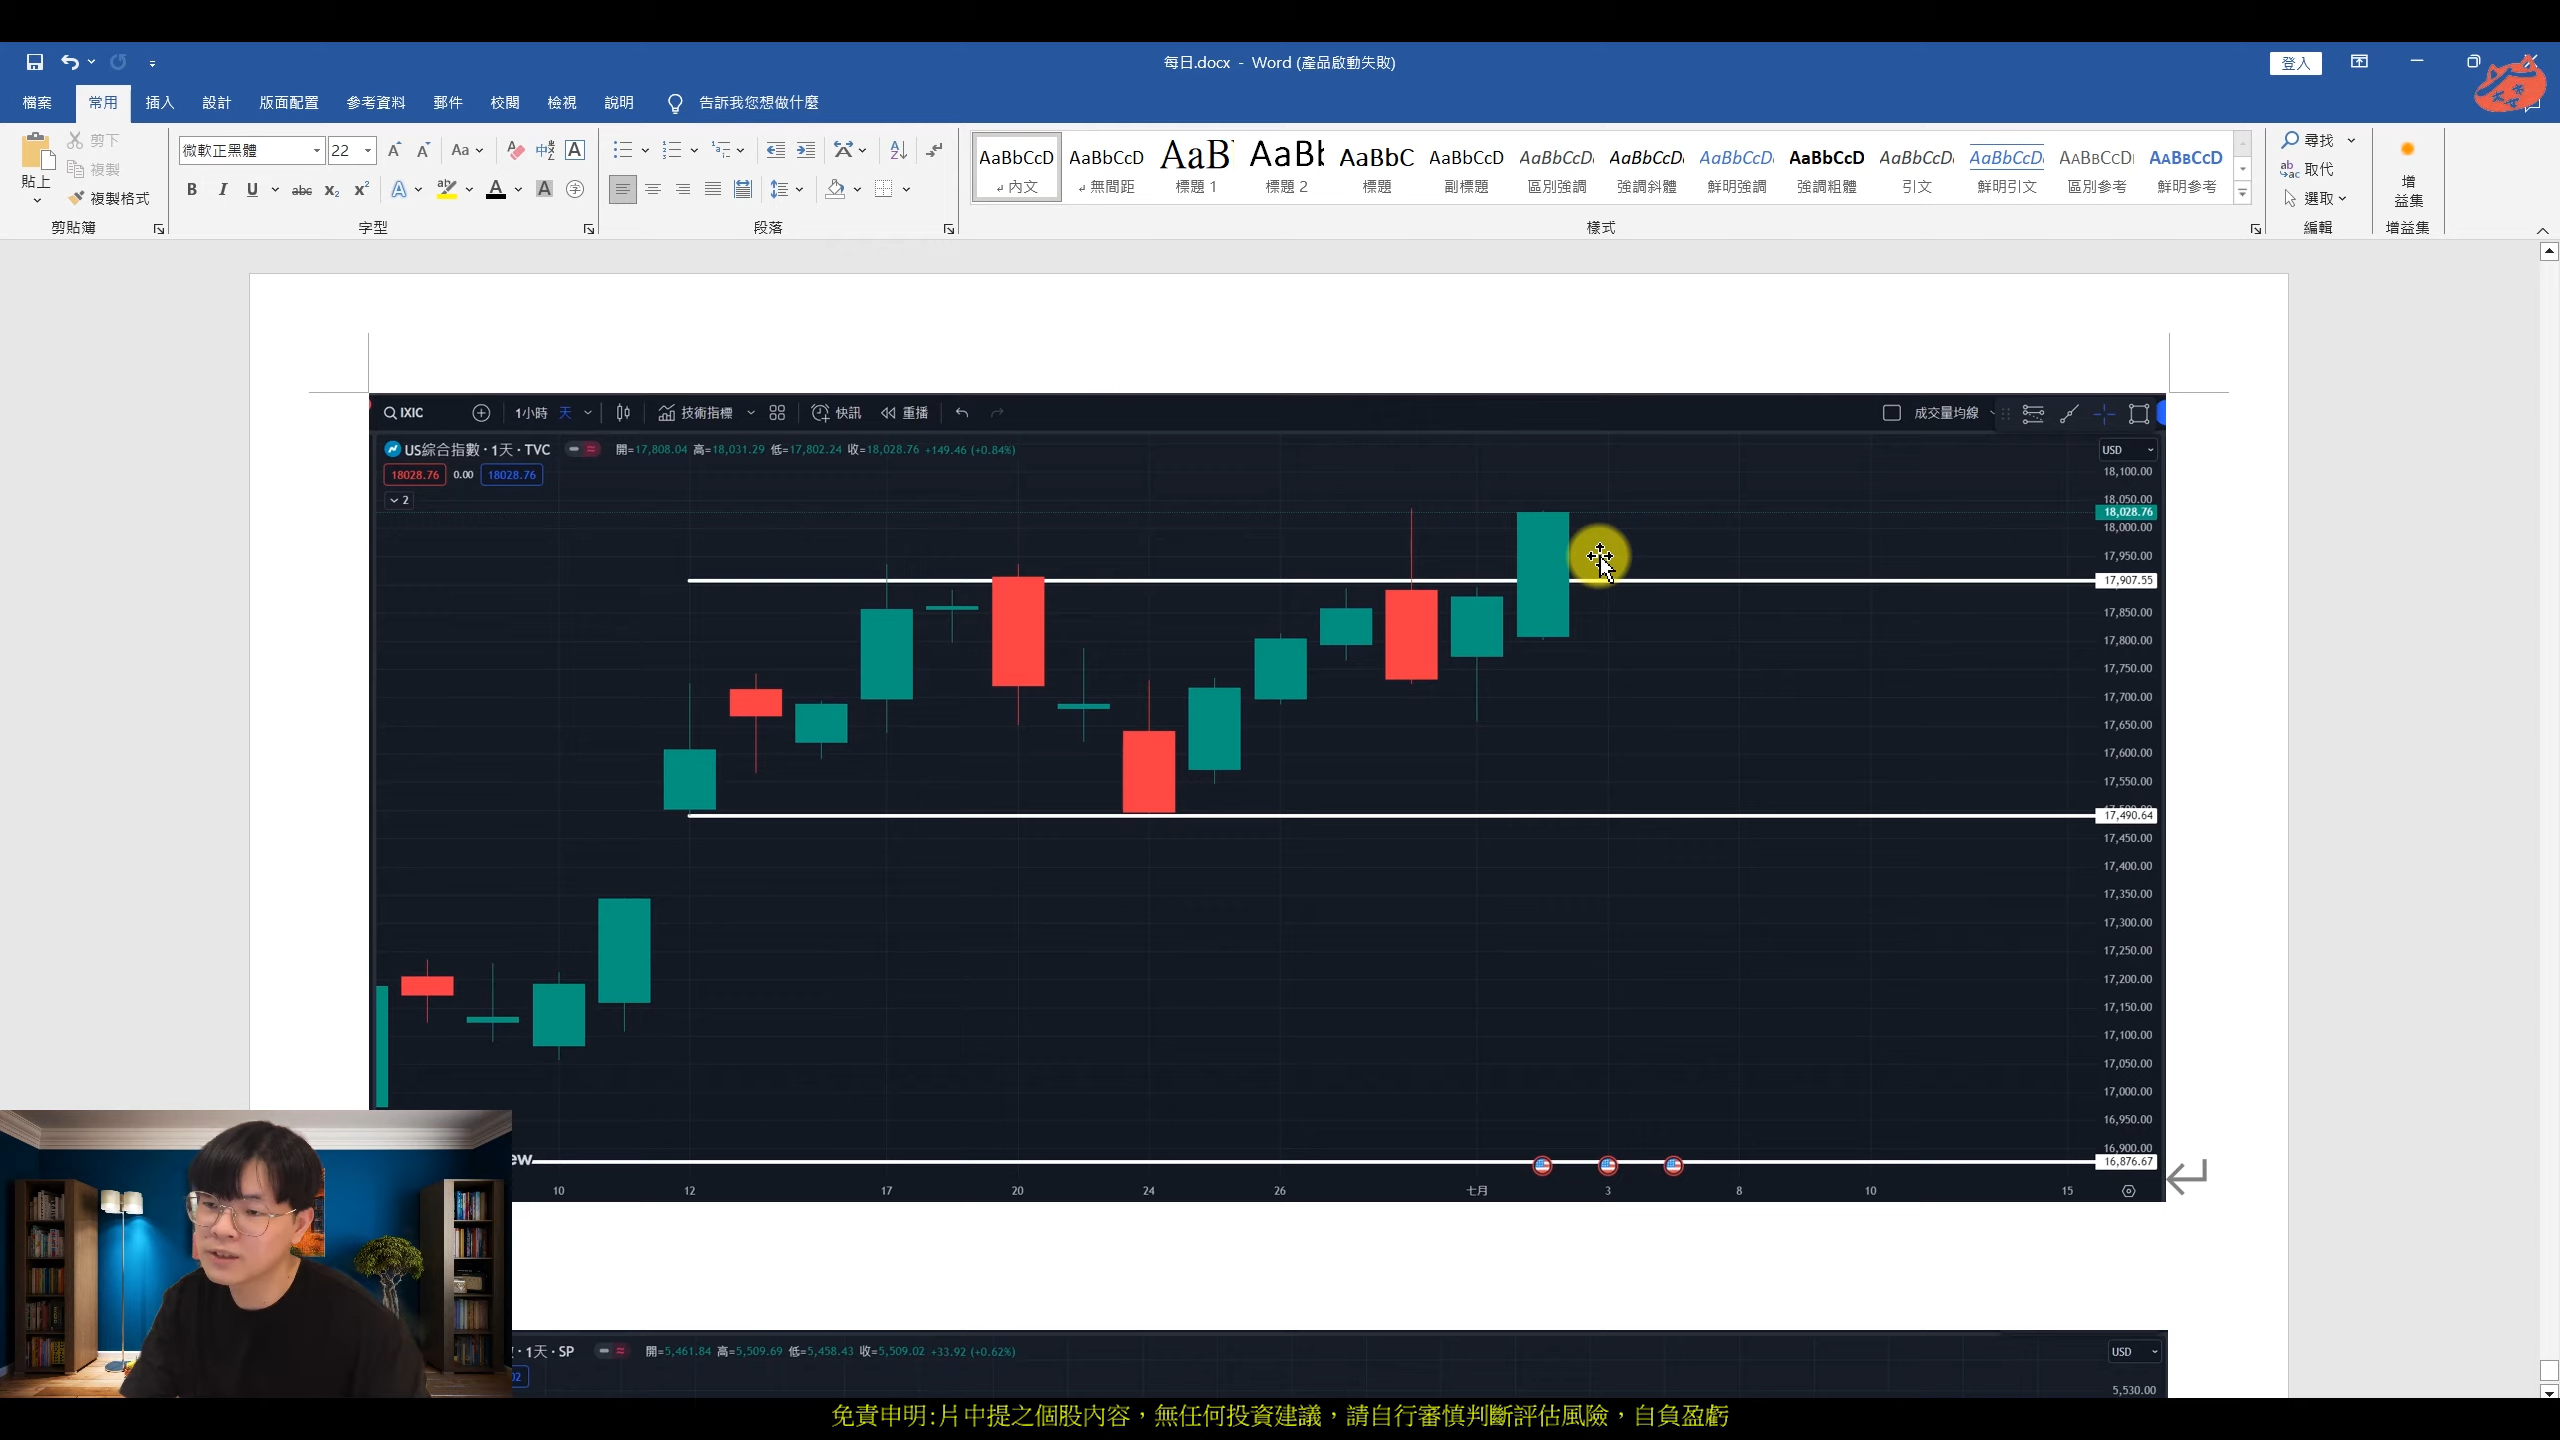 每日.docx - Word (產品啟動失敗)
登入
檔案 常用 插入 設計 版面配置 參考資料 郵件 校閱 檢視 說明 告訴我您想做什麼
貼上 剪下 複製 複製格式
微軟正黑體 22 Aa
B I U abc x₂ x²
AaBbCcD AaBbCcD AaB AaBb AaBbC AaBbCcD AaBbCcD AaBbCcD AaBbCcD AaBbCcD AaBbCcD AaBbCcD AaBbCcD AaBbCcD
內文 無間距 標題 1 標題 2 標題 副標題 區別強調 強調斜體 鮮明強調 強調粗體 引文 鮮明引文 區別參考 鮮明參考
尋找
取代
選取
增益集
剪貼簿 字型 段落 樣式 編輯 增益集
IXIC 1小時 天 技術指標 快訊 重播 成交量均線
US綜合指數 · 1天 · TVC 開=17,808.04 高=18,031.29 低=17,802.24 收=18,028.76 +149.46 (+0.84%)
18028.76 0.00 18028.76
2
USD
18,100.00
18,050.00
18,028.76
18,000.00
17,950.00
17,907.55
17,850.00
17,800.00
17,750.00
17,700.00
17,650.00
17,600.00
17,550.00
17,490.64
17,450.00
17,400.00
17,350.00
17,300.00
17,250.00
17,200.00
17,150.00
17,100.00
17,050.00
17,000.00
16,950.00
16,900.00
16,876.67
ew
10 12 17 20 24 26 七月 3 8 10 15
· 1天 · SP 開=5,461.84 高=5,509.69 低=5,458.43 收=5,509.02 +33.92 (+0.62%)
USD
02
5,530.00
免責申明:片中提之個股內容，無任何投資建議，請自行審慎判斷評估風險，自負盈虧